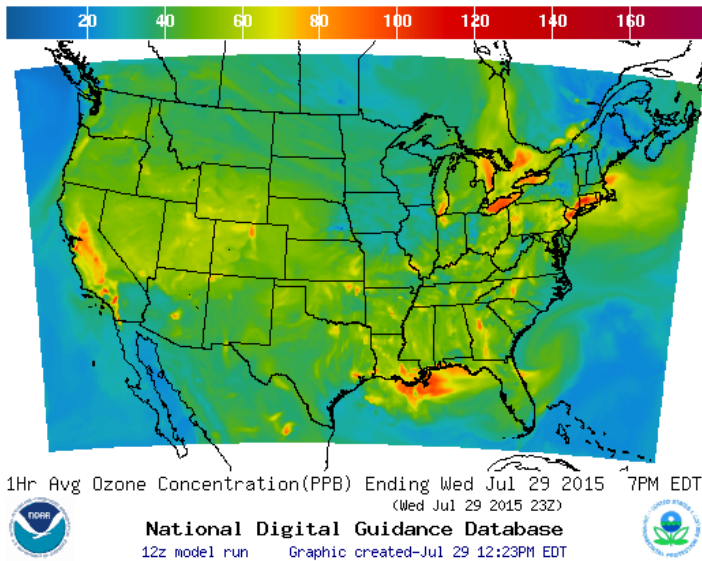 20 40 60 80 100 120 140 160
1Hr Avg Ozone Concentration(PPB) Ending Wed Jul 29 2015 7PM EDT
(Wed Jul 29 2015 23Z)
NOAA
National Digital Guidance Database
12z model run Graphic created-Jul 29 12:23PM EDT